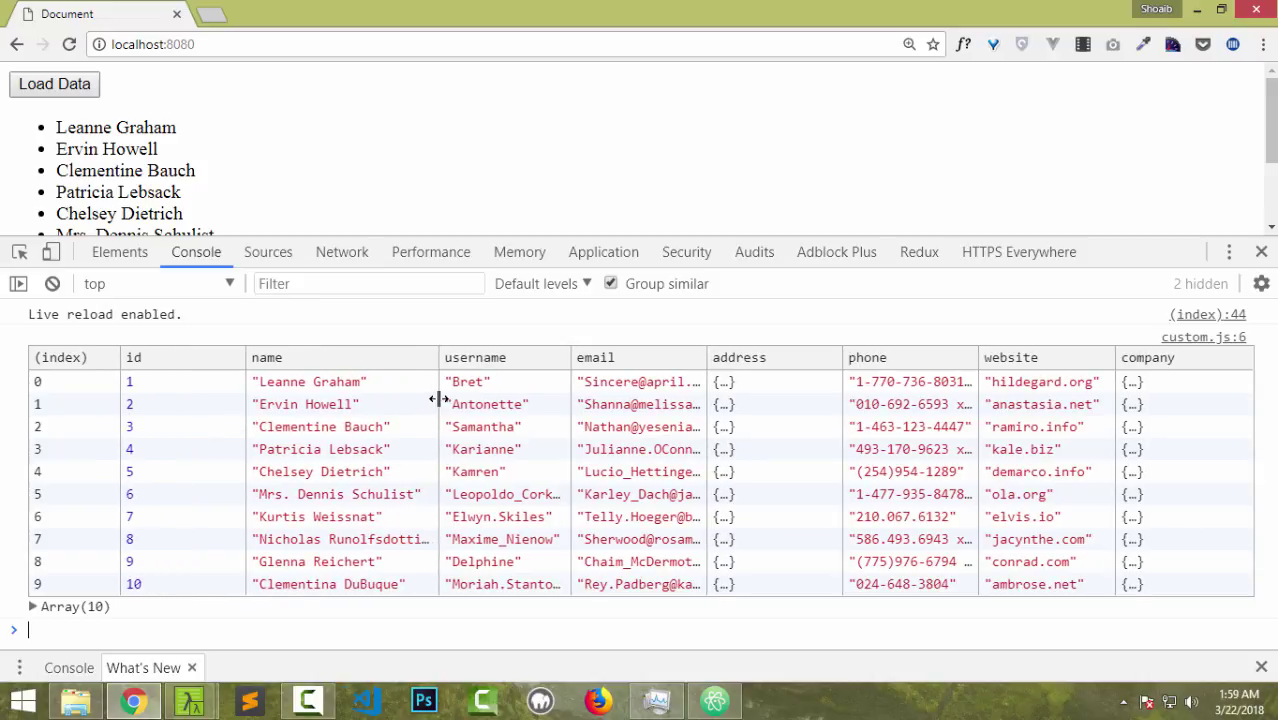 Document
Shoaib
localhost:8080
f?
Load Data
• Leanne Graham
• Ervin Howell
• Clementine Bauch
• Patricia Lebsack
• Chelsey Dietrich
• Mrs. Dennis Schulist
Elements Console Sources Network Performance Memory Application Security Audits Adblock Plus Redux HTTPS Everywhere
top Filter Default levels Group similar 2 hidden
Live reload enabled. (index):44
custom.js:6
(index) id name username email address phone website company
0 1 "Leanne Graham" "Bret" "Sincere@april.… {…} "1-770-736-8031… "hildegard.org" {…}
1 2 "Ervin Howell" "Antonette" "Shanna@melissa… {…} "010-692-6593 x… "anastasia.net" {…}
2 3 "Clementine Bauch" "Samantha" "Nathan@yesenia… {…} "1-463-123-4447" "ramiro.info" {…}
3 4 "Patricia Lebsack" "Karianne" "Julianne.OConn… {…} "493-170-9623 x… "kale.biz" {…}
4 5 "Chelsey Dietrich" "Kamren" "Lucio_Hettinge… {…} "(254)954-1289" "demarco.info" {…}
5 6 "Mrs. Dennis Schulist" "Leopoldo_Cork… "Karley_Dach@ja… {…} "1-477-935-8478… "ola.org" {…}
6 7 "Kurtis Weissnat" "Elwyn.Skiles" "Telly.Hoeger@b… {…} "210.067.6132" "elvis.io" {…}
7 8 "Nicholas Runolfsdotti… "Maxime_Nienow" "Sherwood@rosam… {…} "586.493.6943 x… "jacynthe.com" {…}
8 9 "Glenna Reichert" "Delphine" "Chaim_McDermot… {…} "(775)976-6794 … "conrad.com" {…}
9 10 "Clementina DuBuque" "Moriah.Stanto… "Rey.Padberg@ka… {…} "024-648-3804" "ambrose.net" {…}
Array(10)
Console What's New
Ps
1:59 AM
3/22/2018